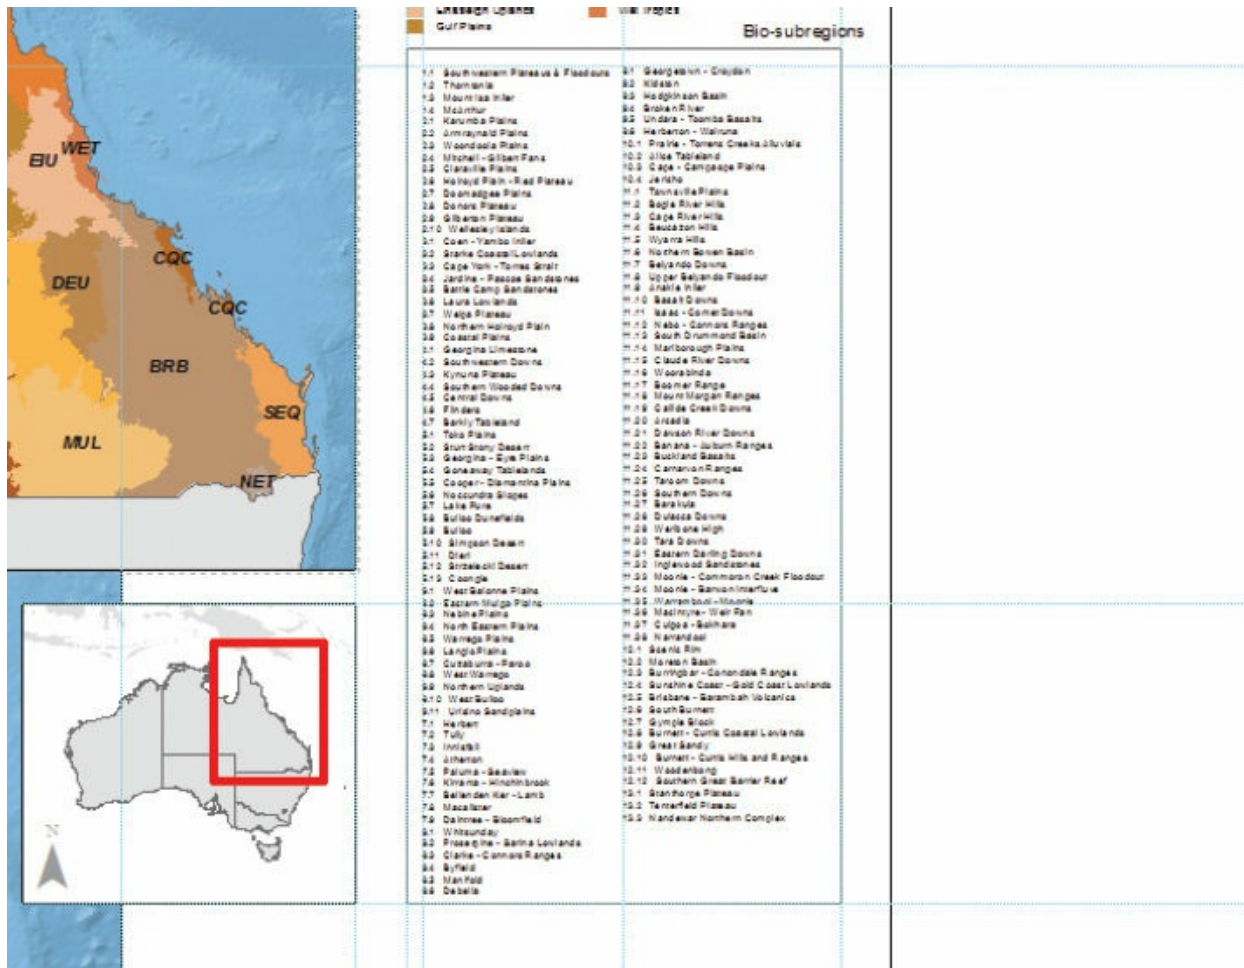 Einasleigh Uplands
Wet Tropics
Gulf Plains
Bio-subregions
EIU
WET
CQC
DEU
CQC
BRB
SEQ
MUL
NET
N
1.1 Southwestern Plateaus & Floodouts
1.2 Thorntonia
1.3 Mount Isa Inlier
1.4 McArthur
2.1 Karumba Plains
2.2 Armraynald Plains
2.3 Woondoola Plains
2.4 Mitchell - Gilbert Fans
2.5 Claraville Plains
2.6 Holroyd Plain - Red Plateau
2.7 Doomadgee Plains
2.8 Donors Plateau
2.9 Gilberton Plateau
2.10 Wellesley Islands
3.1 Coen - Yambo Inlier
3.2 Starke Coastal Lowlands
3.3 Cape York - Torres Strait
3.4 Jardine - Pascoe Sandstones
3.5 Battle Camp Sandstones
3.6 Laura Lowlands
3.7 Weipa Plateau
3.8 Northern Holroyd Plain
3.9 Coastal Plains
4.1 Georgina Limestone
4.2 Southwestern Downs
4.3 Kynuna Plateau
4.4 Southern Wooded Downs
4.5 Central Downs
4.6 Flinders
4.7 Barkly Tableland
5.1 Toko Plains
5.2 Sturt Stony Desert
5.3 Georgina - Eyre Plains
5.4 Goneaway Tablelands
5.5 Cooper - Diamantina Plains
5.6 Noccundra Slopes
5.7 Lake Pure
5.8 Bulloo Dunefields
5.9 Bulloo
5.10 Simpson Desert
5.11 Dieri
5.12 Strzelecki Desert
5.13 Coongie
6.1 West Balonne Plains
6.2 Eastern Mulga Plains
6.3 Nebine Plains
6.4 North Eastern Plains
6.5 Warrego Plains
6.6 Langlo Plains
6.7 Cuttaburra - Paroo
6.8 West Warrego
6.9 Northern Uplands
6.10 West Bulloo
6.11 Urisino Sandplains
7.1 Herbert
7.2 Tully
7.3 Innisfail
7.4 Atherton
7.5 Paluma - Seaview
7.6 Kirrama - Hinchinbrook
7.7 Bellenden Ker - Lamb
7.8 Macalister
7.9 Daintree - Bloomfield
8.1 Whitsunday
8.2 Proserpine - Sarina Lowlands
8.3 Clarke - Connors Ranges
8.4 Byfield
8.5 Manifold
8.6 Debella
9.1 Georgetown - Croydon
9.2 Kidston
9.3 Hodgkinson Basin
9.4 Broken River
9.5 Undara - Toomba Basalts
9.6 Herberton - Wairuna
10.1 Prairie - Torrens Creeks Alluvials
10.2 Alice Tableland
10.3 Cape - Campaspe Plains
10.4 Jericho
11.1 Townsville Plains
11.2 Bogie River Hills
11.3 Cape River Hills
11.4 Beucazon Hills
11.5 Wyarra Hills
11.6 Northern Bowen Basin
11.7 Belyando Downs
11.8 Upper Belyando Floodout
11.9 Anakie Inlier
11.10 Basalt Downs
11.11 Isaac - Comet Downs
11.12 Nebo - Connors Ranges
11.13 South Drummond Basin
11.14 Marlborough Plains
11.15 Claude River Downs
11.16 Woorabinda
11.17 Boomer Range
11.18 Mount Morgan Ranges
11.19 Callide Creek Downs
11.20 Arcadia
11.21 Dawson River Downs
11.22 Banana - Auburn Ranges
11.23 Buckland Basalts
11.24 Carnarvon Ranges
11.25 Taroom Downs
11.26 Southern Downs
11.27 Barakula
11.28 Dulacca Downs
11.29 Weribone High
11.30 Tara Downs
11.31 Eastern Darling Downs
11.32 Inglewood Sandstones
11.33 Moonie - Commoron Creek Floodout
11.34 Moonie - Barwon Interfluve
11.35 Warrambool - Moonie
11.36 Macintyre - Weir Fan
11.37 Culgoa - Bokhara
11.38 Narrandool
12.1 Scenic Rim
12.2 Moreton Basin
12.3 Burringbar - Conondale Ranges
12.4 Sunshine Coast - Gold Coast Lowlands
12.5 Brisbane - Barambah Volcanics
12.6 South Burnett
12.7 Gympie Block
12.8 Burnett - Curtis Coastal Lowlands
12.9 Great Sandy
12.10 Burnett - Curtis Hills and Ranges
12.11 Woodenbong
12.12 Southern Great Barrier Reef
13.1 Stanthorpe Plateau
13.2 Tenterfield Plateau
13.3 Nandewar Northern Complex